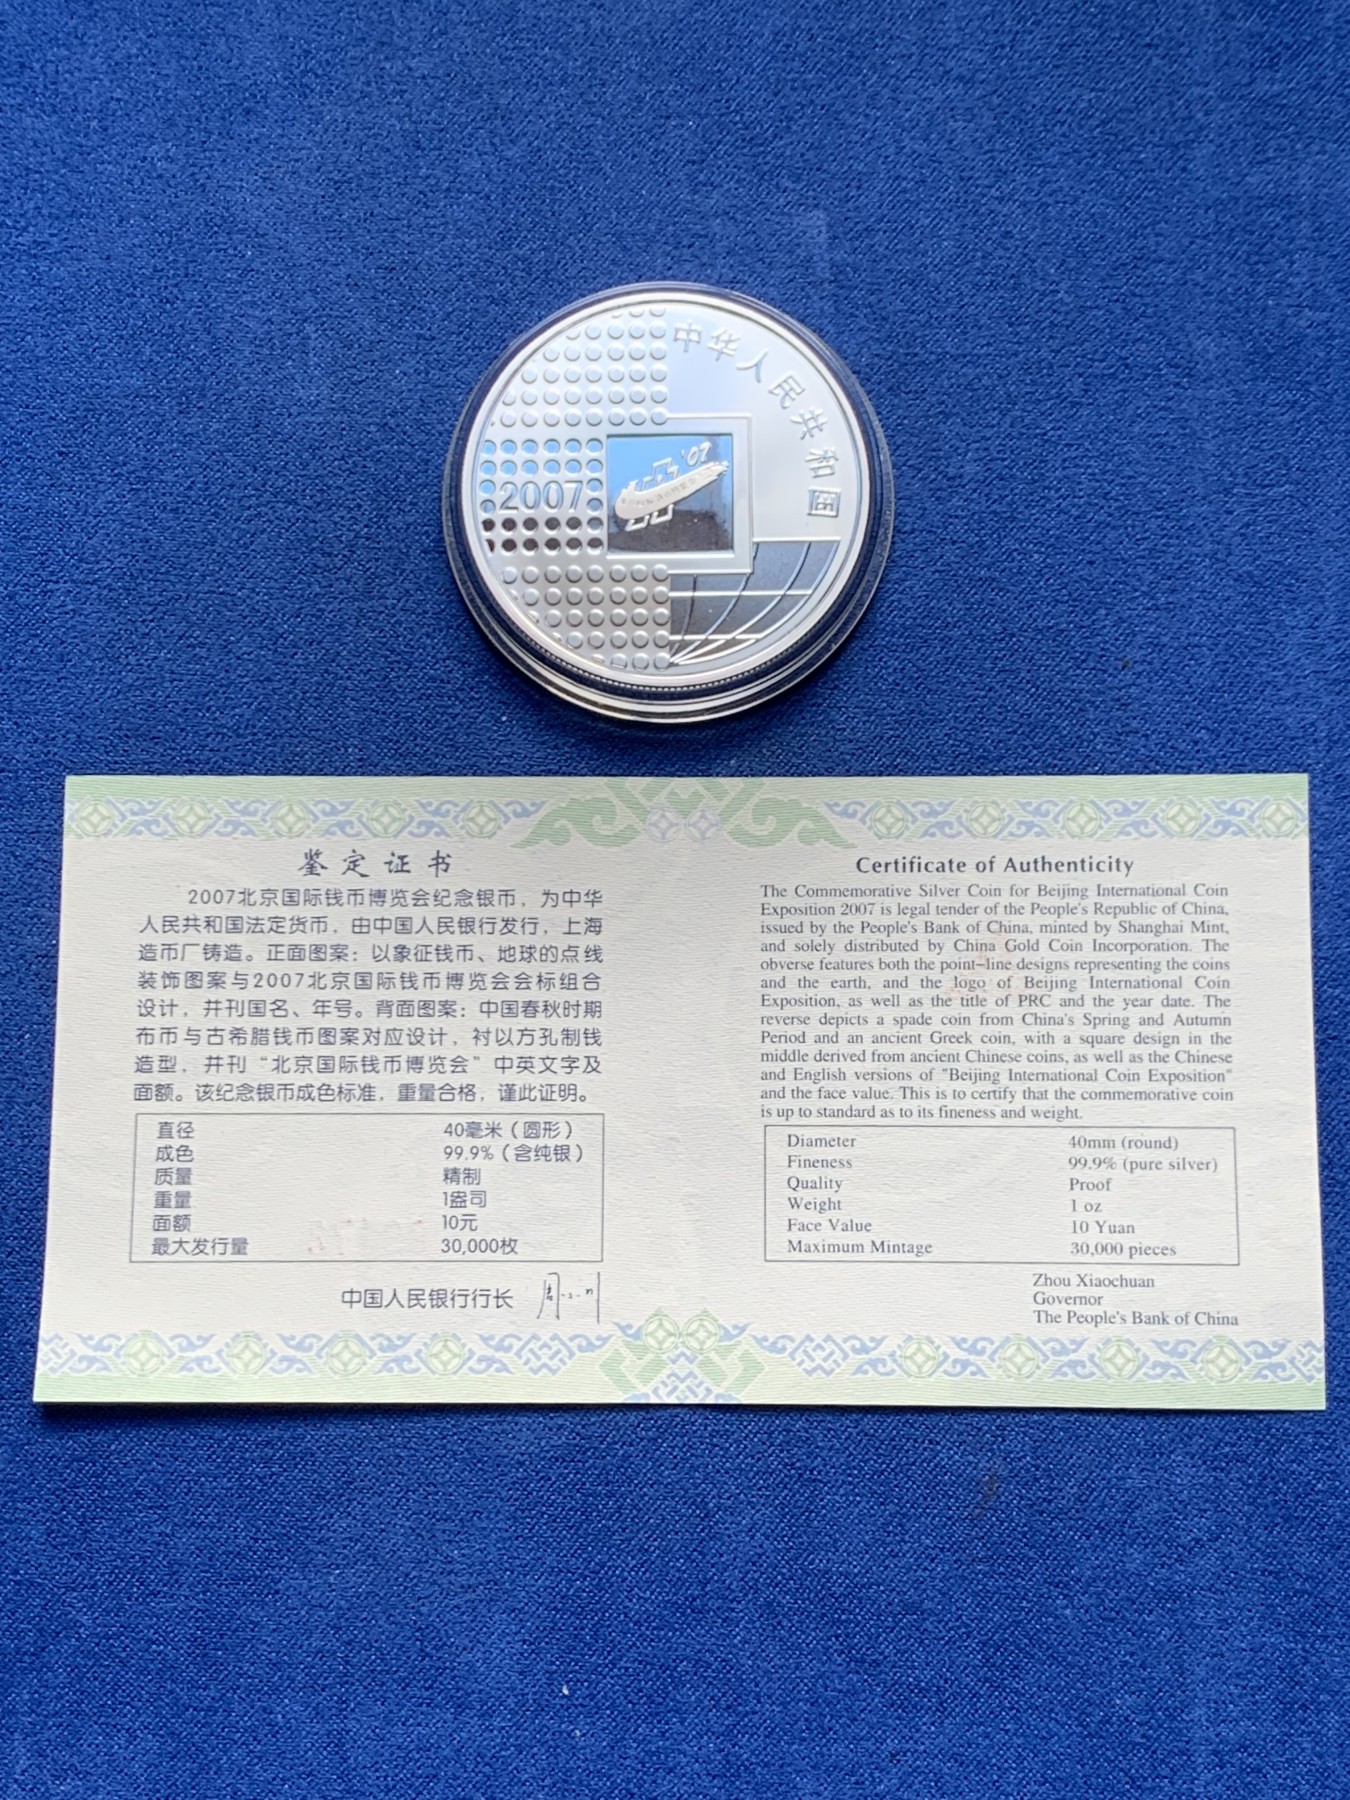 中华人民共和国
'07
2007
鉴定证书
2007北京国际钱币博览会纪念银币，为中华
人民共和国法定货币，由中国人民银行发行，上海
造币厂铸造。正面图案：以象征钱币、地球的点线
装饰图案与2007北京国际钱币博览会会标组合
设计，并刊国名、年号。背面图案：中国春秋时期
布币与古希腊钱币图案对应设计，衬以方孔制钱
造型，并刊“北京国际钱币博览会”中英文字及
面额。该纪念银币成色标准，重量合格，谨此证明。
直径 40毫米（圆形）
成色 99.9%（含纯银）
质量 精制
重量 1盎司
面额 10元
最大发行量 30,000枚
中国人民银行行长
Certificate of Authenticity
The Commemorative Silver Coin for Beijing International Coin
Exposition 2007 is legal tender of the People's Republic of China,
issued by the People's Bank of China, minted by Shanghai Mint,
and solely distributed by China Gold Coin Incorporation. The
obverse features both the point-line designs representing the coins
and the earth, and the logo of Beijing International Coin
Exposition, as well as the title of PRC and the year date. The
reverse depicts a spade coin from China's Spring and Autumn
Period and an ancient Greek coin, with a square design in the
middle derived from ancient Chinese coins, as well as the Chinese
and English versions of "Beijing International Coin Exposition"
and the face value. This is to certify that the commemorative coin
is up to standard as to its fineness and weight.
Diameter 40mm (round)
Fineness 99.9% (pure silver)
Quality Proof
Weight 1 oz
Face Value 10 Yuan
Maximum Mintage 30,000 pieces
Zhou Xiaochuan
Governor
The People's Bank of China